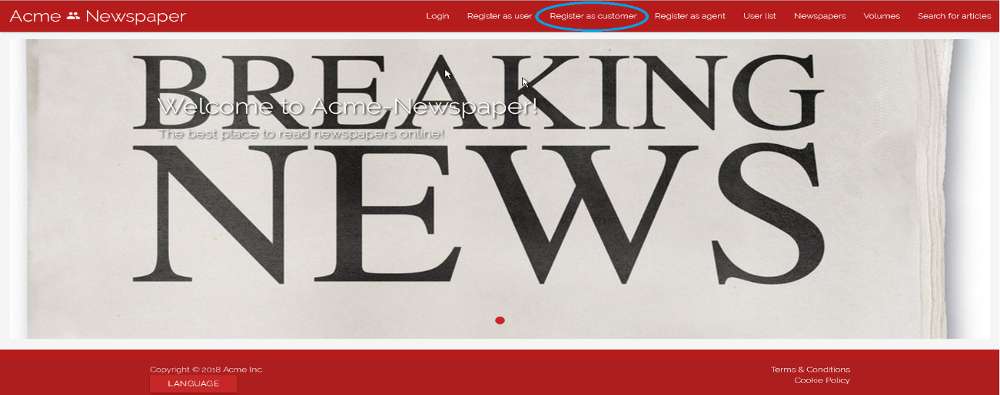 Acme Newspaper
Login Register as user Register as customer Register as agent User list Newspapers Volumes Search for articles
BREAKING
Welcome to Acme-Newspaper!
The best place to read newspapers online!
NEWS
Copyright © 2018 Acme Inc.
LANGUAGE
Terms & Conditions
Cookie Policy